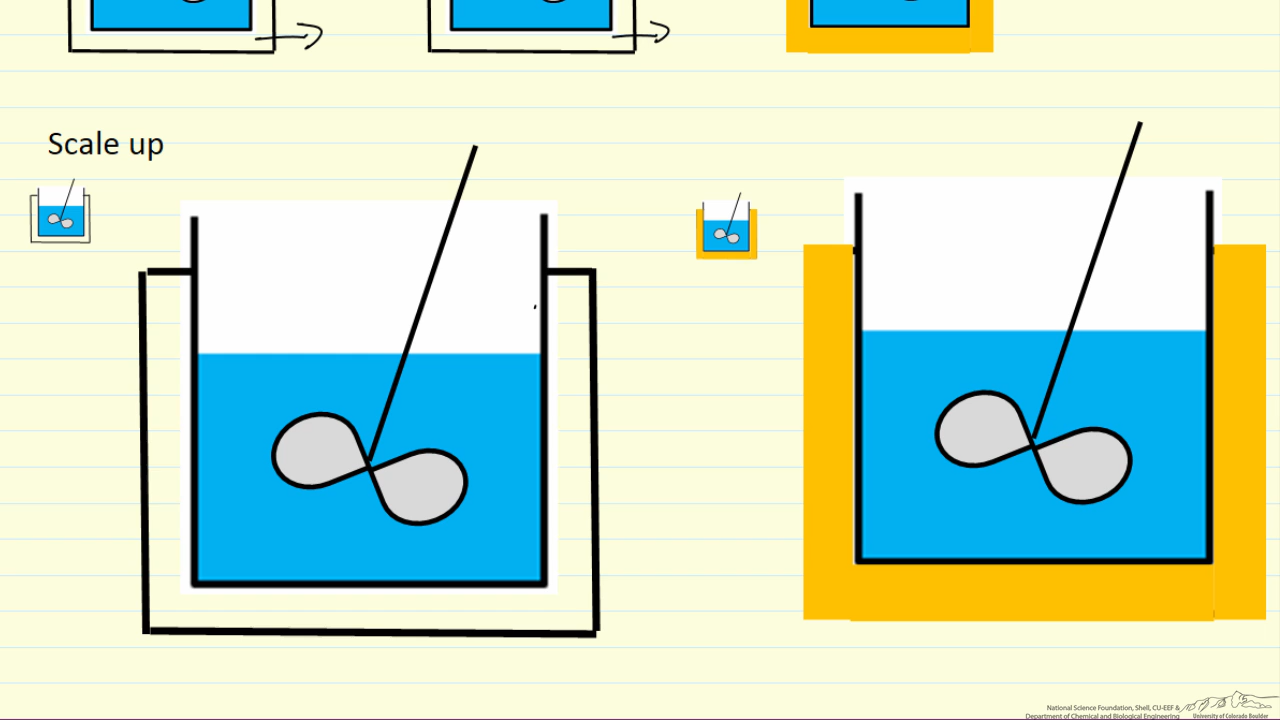 Scale up
National Science Foundation, Shell, CU-EEF &
Department of Chemical and Biological Engineering
University of Colorado Boulder